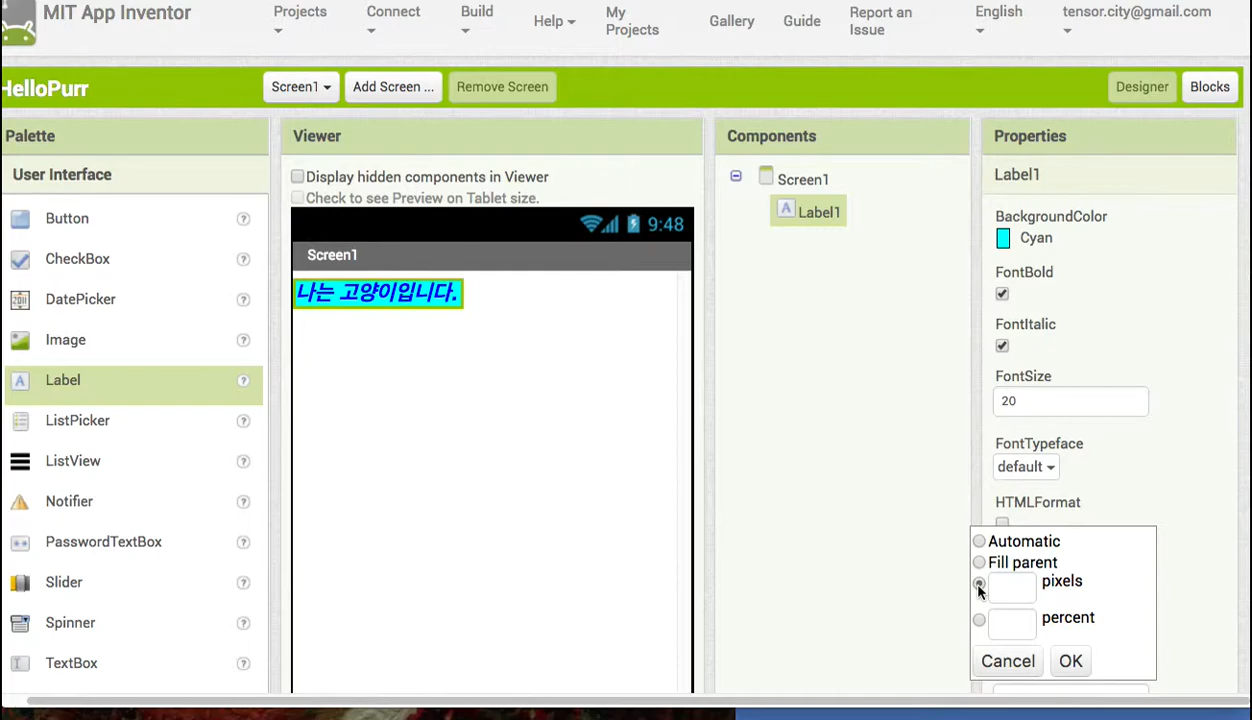 MIT App Inventor
Projects
Connect
Build
Help
My
Projects
Gallery
Guide
Report an
Issue
English
tensor.city@gmail.com
HelloPurr
Screen1
Add Screen ...
Remove Screen
Designer
Blocks
Palette
User Interface
Button
CheckBox
DatePicker
Image
Label
ListPicker
ListView
Notifier
PasswordTextBox
Slider
Spinner
TextBox
Viewer
Display hidden components in Viewer
Check to see Preview on Tablet size.
9:48
Screen1
나는 고양이입니다.
Components
Screen1
A Label1
Properties
Label1
BackgroundColor
Cyan
FontBold
FontItalic
FontSize
20
FontTypeface
default
HTMLFormat
Automatic
Fill parent
pixels
percent
Cancel
OK